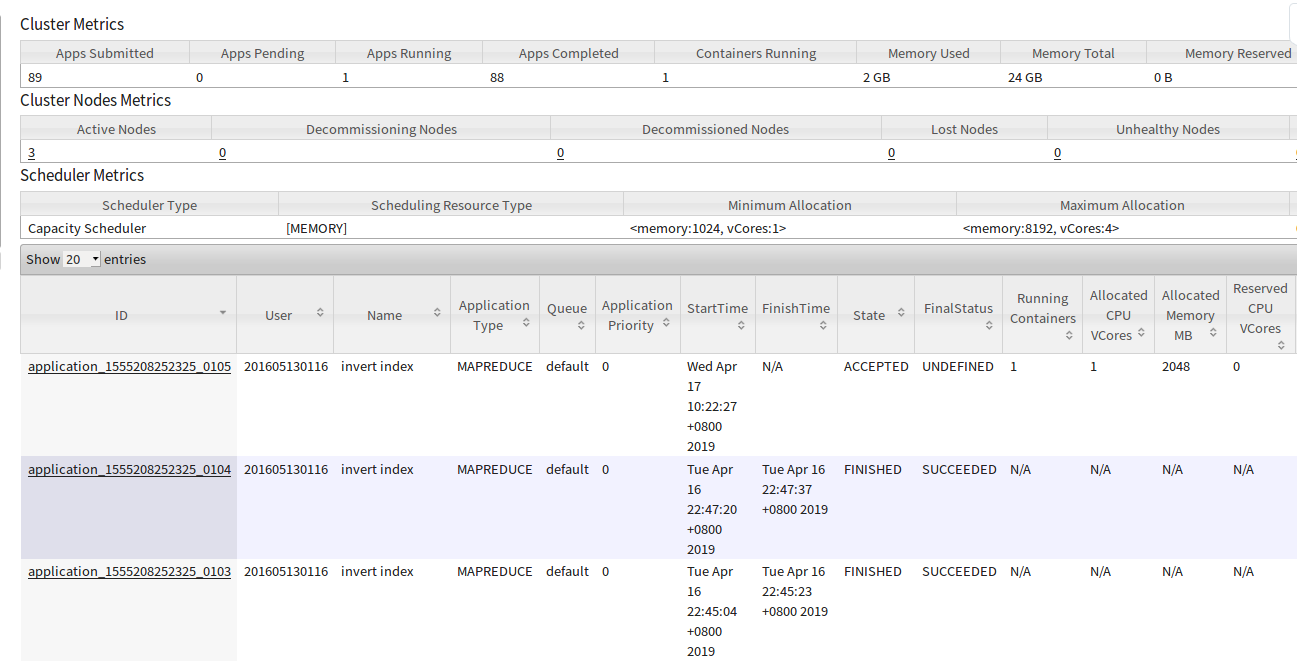 Cluster Metrics
Apps Submitted Apps Pending Apps Running Apps Completed Containers Running Memory Used Memory Total Memory Reserved
89 0 1 88 1 2 GB 24 GB 0 B
Cluster Nodes Metrics
Active Nodes Decommissioning Nodes Decommissioned Nodes Lost Nodes Unhealthy Nodes
3 0 0 0 0
Scheduler Metrics
Scheduler Type Scheduling Resource Type Minimum Allocation Maximum Allocation
Capacity Scheduler [MEMORY] <memory:1024, vCores:1> <memory:8192, vCores:4>
Show 20 entries
ID User Name Application Type Queue Application Priority StartTime FinishTime State FinalStatus Running Containers Allocated CPU VCores Allocated Memory MB Reserved CPU VCores
application_1555208252325_0105 201605130116 invert index MAPREDUCE default 0 Wed Apr N/A ACCEPTED UNDEFINED 1 1 2048 0
17
10:22:27
+0800
2019
application_1555208252325_0104 201605130116 invert index MAPREDUCE default 0 Tue Apr Tue Apr 16 FINISHED SUCCEEDED N/A N/A N/A N/A
16 22:47:37
22:47:20 +0800 2019
+0800
2019
application_1555208252325_0103 201605130116 invert index MAPREDUCE default 0 Tue Apr Tue Apr 16 FINISHED SUCCEEDED N/A N/A N/A N/A
16 22:45:23
22:45:04 +0800 2019
+0800
2019